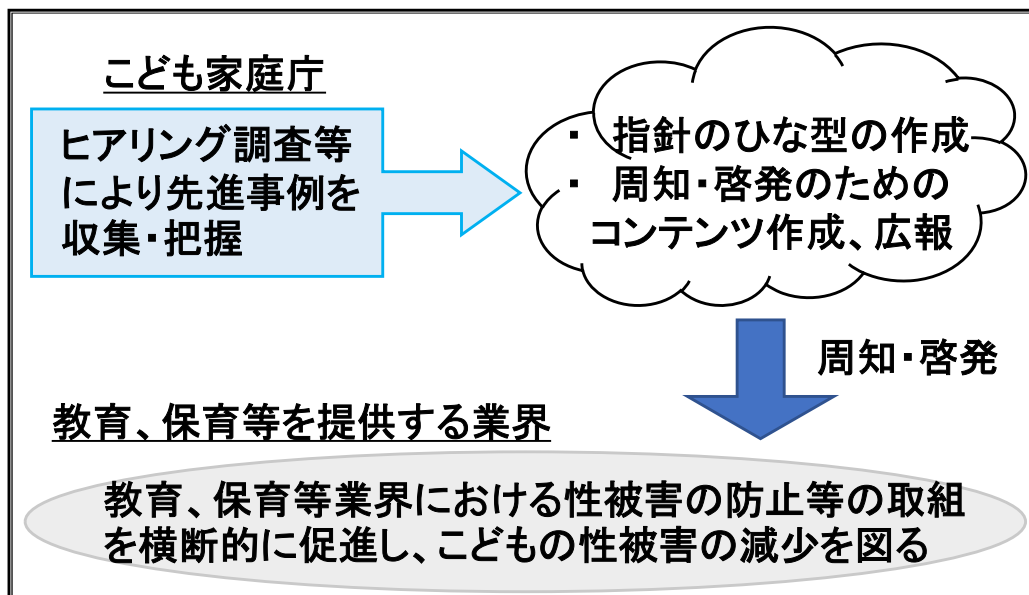 こども家庭庁
ヒアリング調査等
により先進事例を
収集・把握
・ 指針のひな型の作成
・ 周知・啓発のための
コンテンツ作成、広報
周知・啓発
教育、保育等を提供する業界
教育、保育等業界における性被害の防止等の取組
を横断的に促進し、こどもの性被害の減少を図る